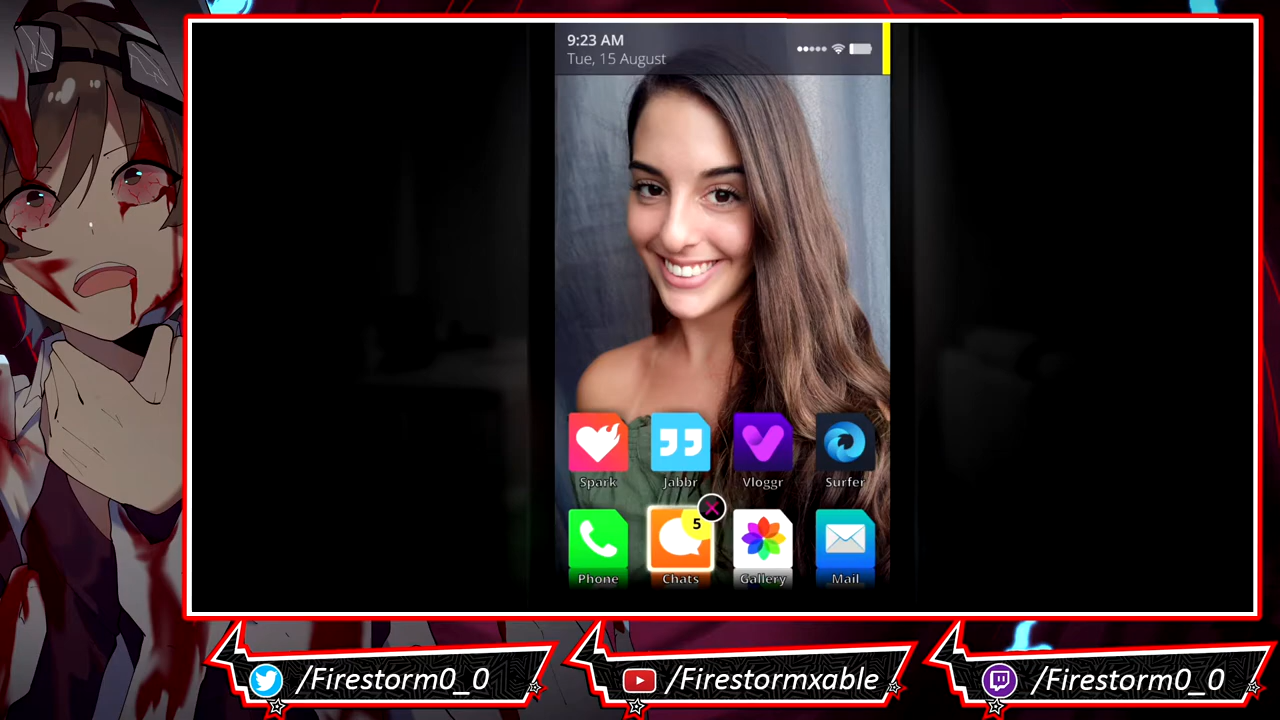 9:23 AM
Tue, 15 August
Spark
Jabbr
Vloggr
Surfer
5
Phone
Chats
Gallery
Mail
/Firestorm0_0
/Firestormxable
/Firestorm0_0